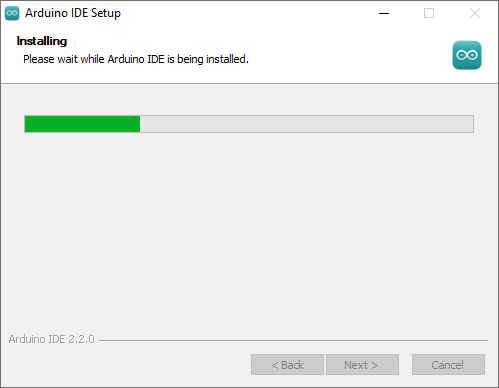 Arduino IDE Setup
Installing
Please wait while Arduino IDE is being installed.
Arduino IDE 2.2.0
< Back
Next >
Cancel